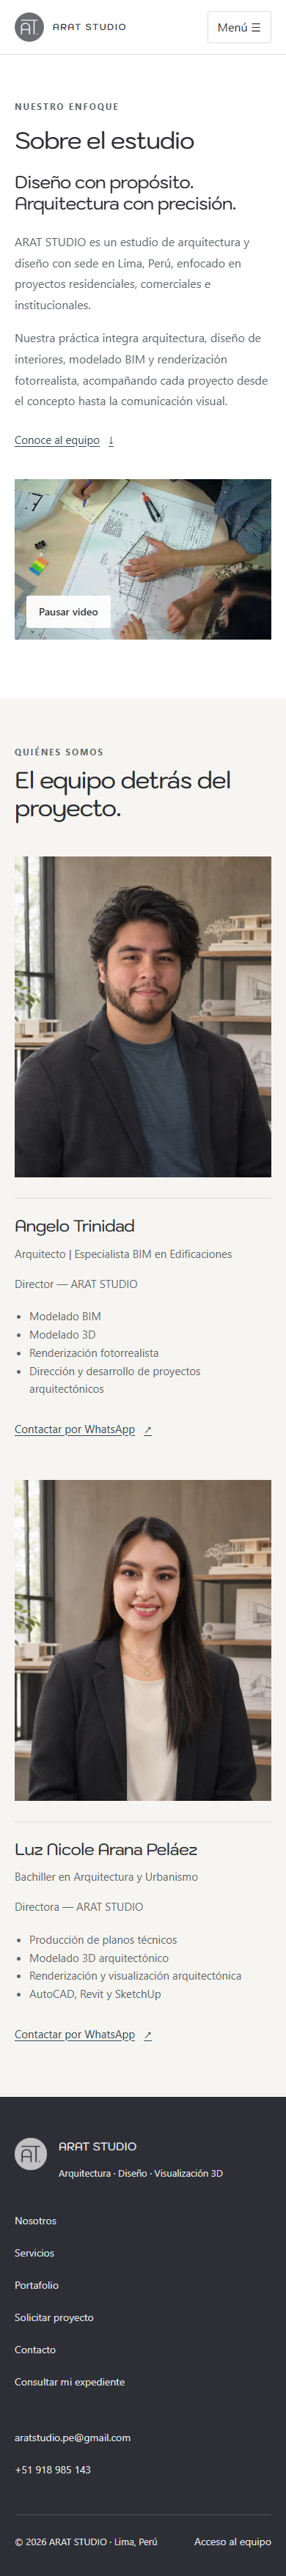 AT.
ARAT STUDIO
Menú ☰
NUESTRO ENFOQUE
Sobre el estudio
Diseño con propósito.
Arquitectura con precisión.
ARAT STUDIO es un estudio de arquitectura y
diseño con sede en Lima, Perú, enfocado en
proyectos residenciales, comerciales e
institucionales.
Nuestra práctica integra arquitectura, diseño de
interiores, modelado BIM y renderización
fotorrealista, acompañando cada proyecto desde
el concepto hasta la comunicación visual.
Conoce al equipo ↓
Pausar video
QUIÉNES SOMOS
El equipo detrás del
proyecto.
Angelo Trinidad
Arquitecto | Especialista BIM en Edificaciones
Director — ARAT STUDIO
• Modelado BIM
• Modelado 3D
• Renderización fotorrealista
• Dirección y desarrollo de proyectos
arquitectónicos
Contactar por WhatsApp ↗
Luz Nicole Arana Peláez
Bachiller en Arquitectura y Urbanismo
Directora — ARAT STUDIO
• Producción de planos técnicos
• Modelado 3D arquitectónico
• Renderización y visualización arquitectónica
• AutoCAD, Revit y SketchUp
Contactar por WhatsApp ↗
AT.
ARAT STUDIO
Arquitectura · Diseño · Visualización 3D
Nosotros
Servicios
Portafolio
Solicitar proyecto
Contacto
Consultar mi expediente
aratstudio.pe@gmail.com
+51 918 985 143
© 2026 ARAT STUDIO · Lima, Perú
Acceso al equipo